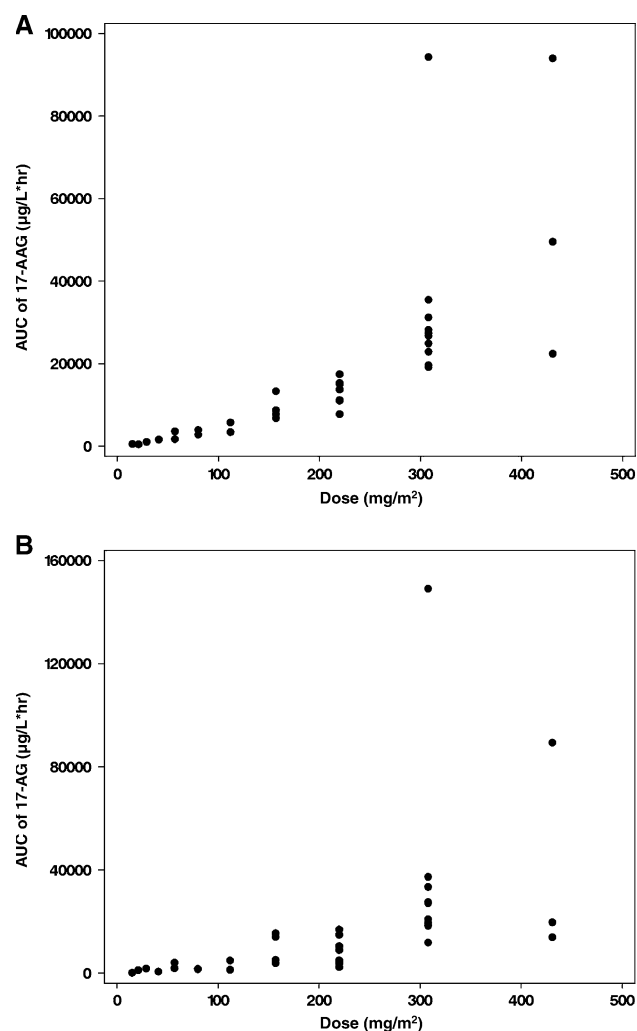 A
100000
80000
60000
40000
20000
0
AUC of 17-AAG (µg/L*hr)
0 100 200 300 400 500
Dose (mg/m²)
B
160000
120000
80000
40000
0
AUC of 17-AG (µg/L*hr)
0 100 200 300 400 500
Dose (mg/m²)